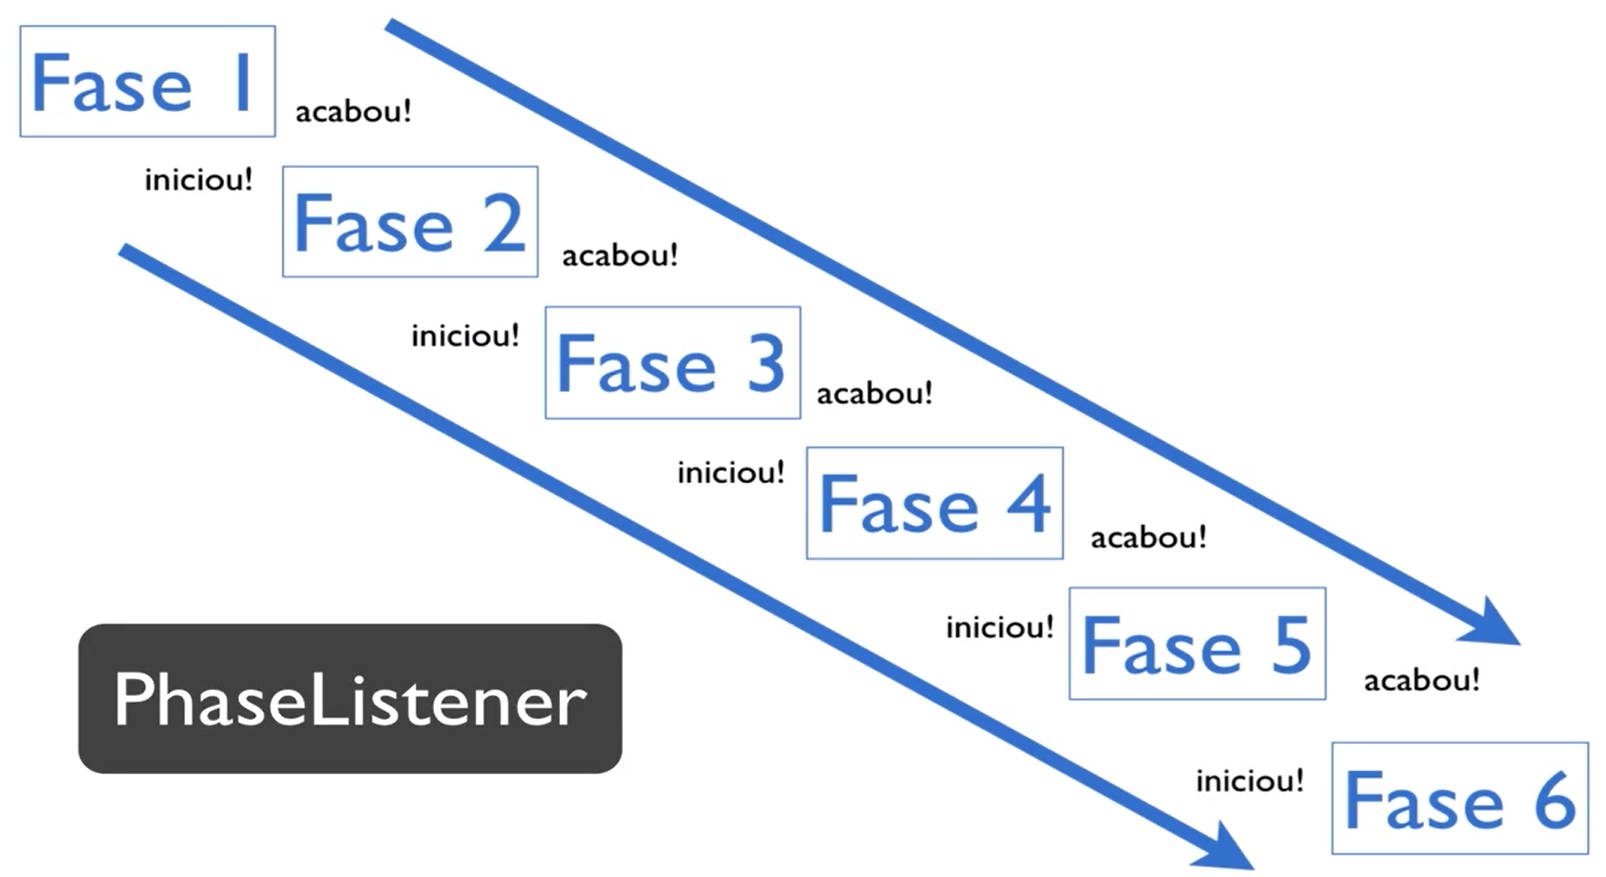 Fase 1
acabou!
iniciou!
Fase 2
acabou!
iniciou!
Fase 3
acabou!
iniciou!
Fase 4
acabou!
iniciou!
Fase 5
acabou!
iniciou!
Fase 6
PhaseListener